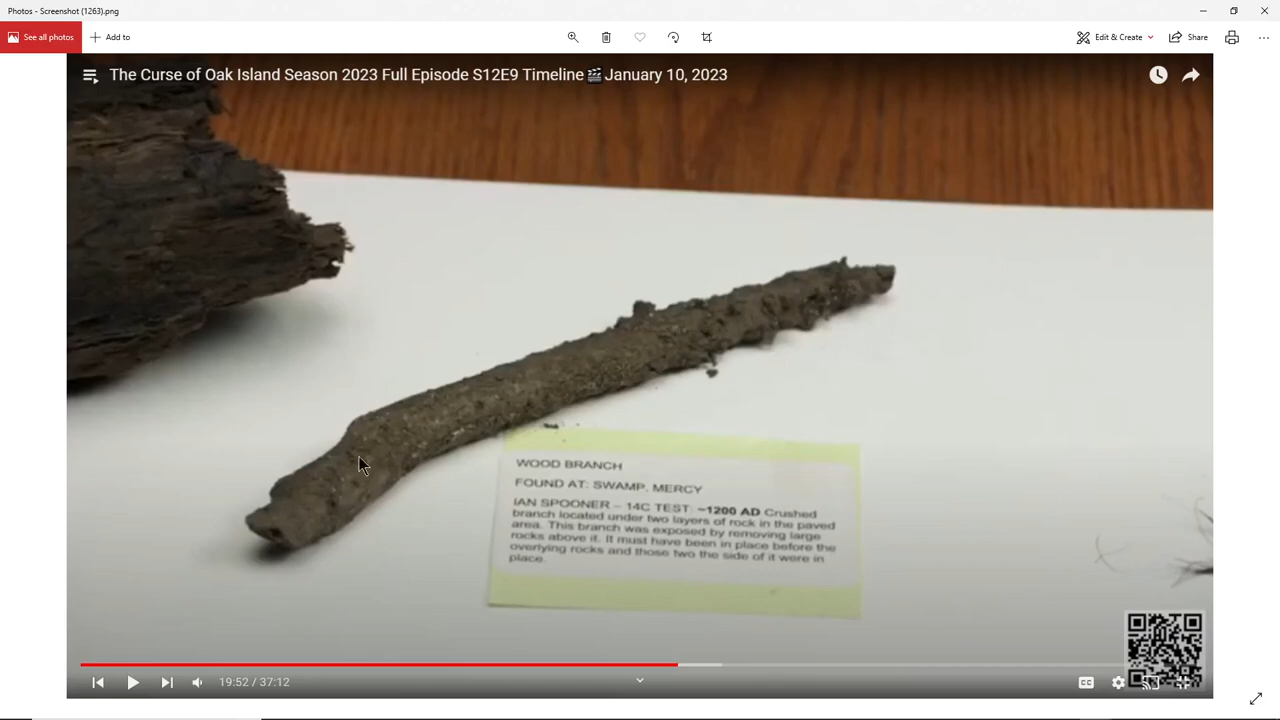 Photos - Screenshot (1263).png
See all photos
Add to
Edit & Create
Share
The Curse of Oak Island Season 2023 Full Episode S12E9 Timeline🎬January 10, 2023
WOOD BRANCH
FOUND AT: SWAMP, MERCY
IAN SPOONER – 14C TEST: ~1200 AD Crushed
branch located under two layers of rock in the paved
area. This branch was exposed by removing large
rocks above it. It must have been in place before the
overlying rocks and those two the side of it were in
place.
19:52 / 37:12
CC